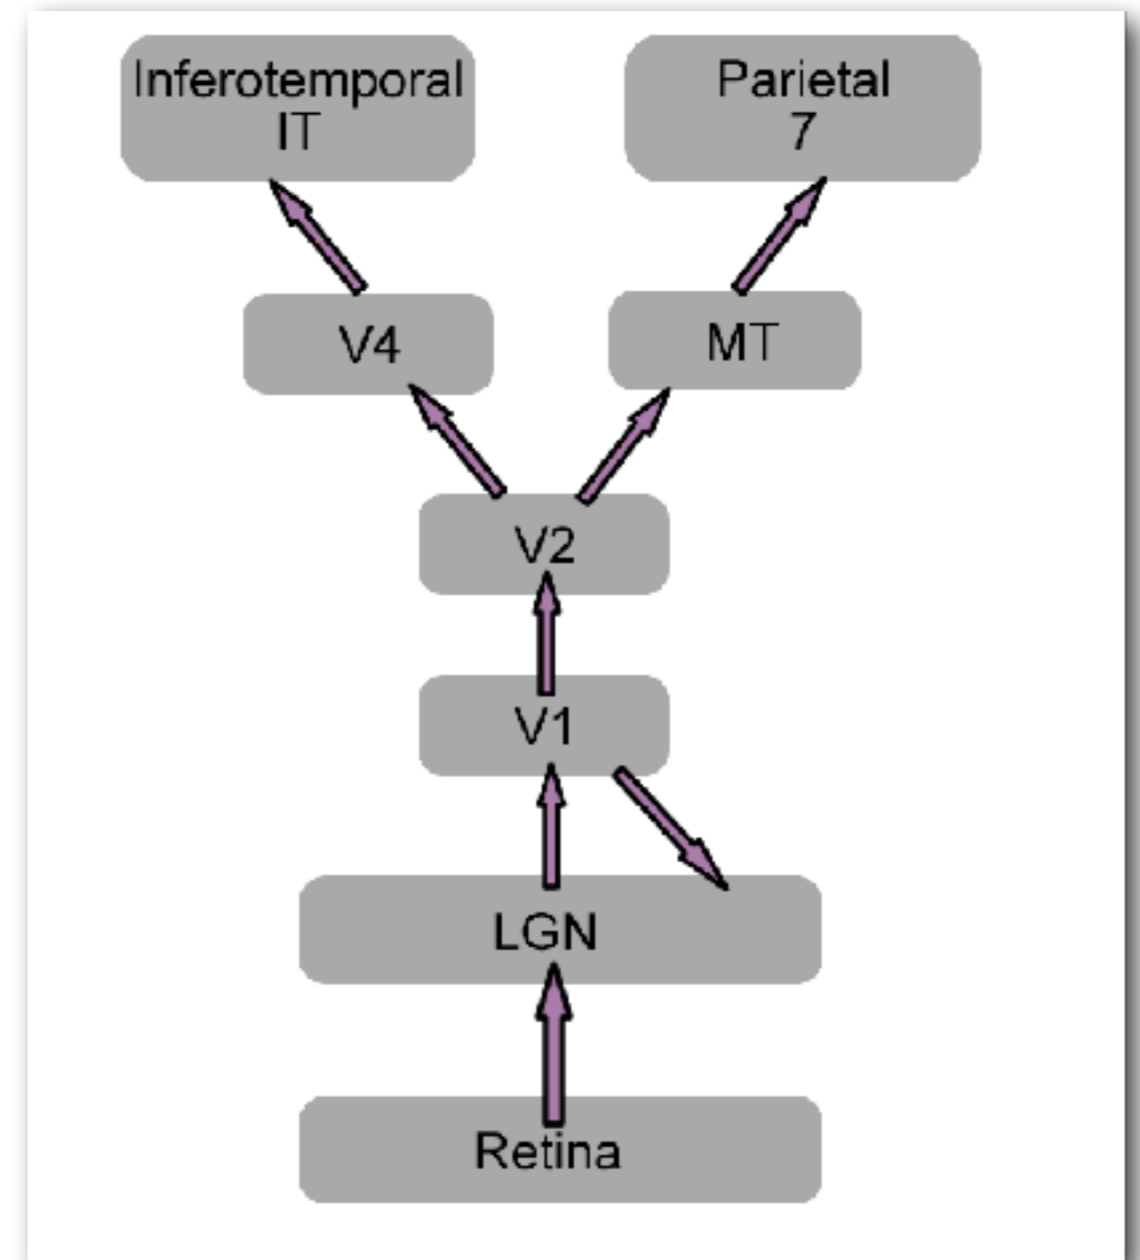 Inferotemporal
IT
Parietal
7
V4
MT
V2
V1
LGN
Retina